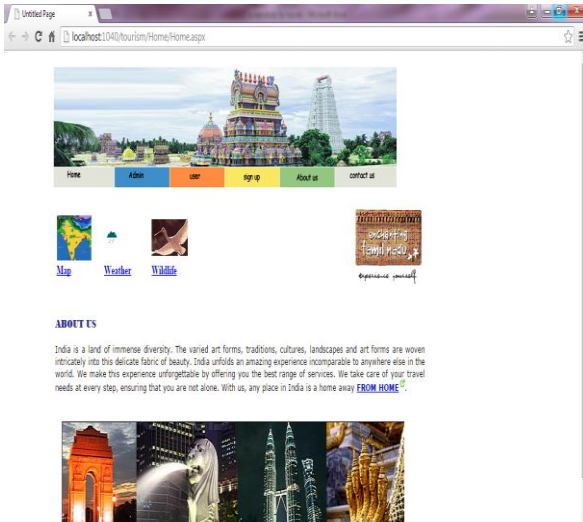 Untitled Page
localhost:1040/tourism/Home/Home.aspx
Home Admin user sign up About us contact us
enchanting
tamil nadu
experience yourself
Map Weather Wildlife
ABOUT US
India is a land of immense diversity. The varied art forms, traditions, cultures, landscapes and art forms are woven
intricately into this delicate fabric of beauty. India unfolds an amazing experience incomparable to anywhere else in the
world. We make this experience unforgettable by offering you the best range of services. We take care of your travel
needs at every step, ensuring that you are not alone. With us, any place in India is a home away FROM HOME.